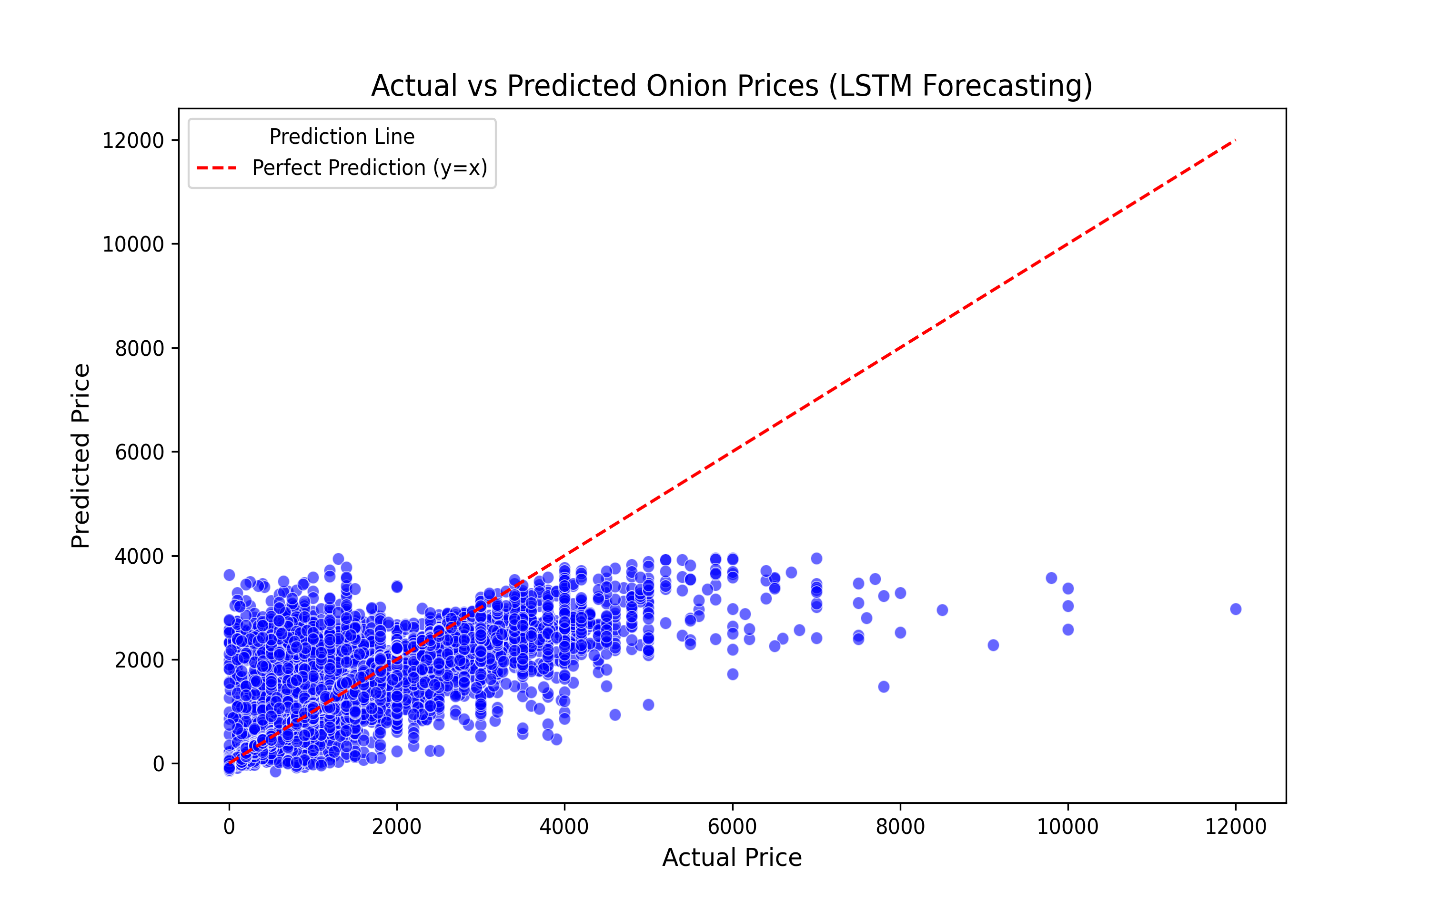 Actual vs Predicted Onion Prices (LSTM Forecasting)
Prediction Line
Perfect Prediction (y=x)
12000
10000
8000
6000
4000
2000
0
Predicted Price
0 2000 4000 6000 8000 10000 12000
Actual Price